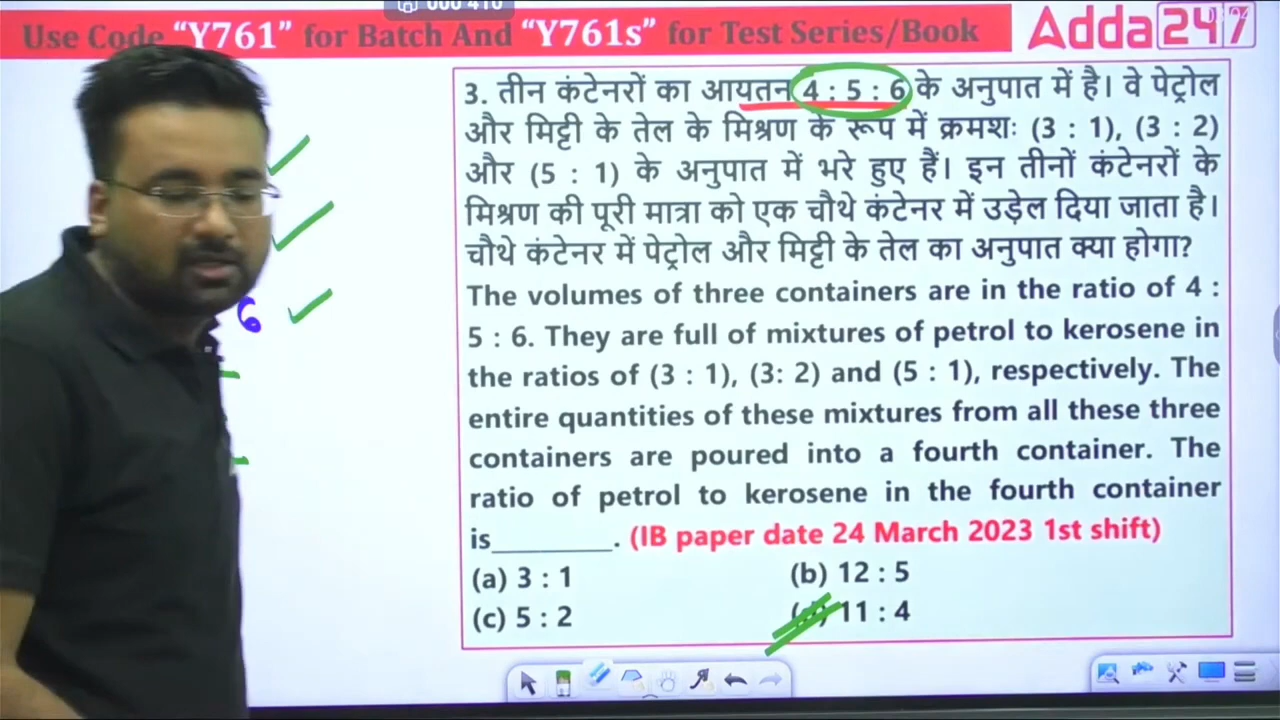 Use Code “Y761” for Batch And “Y761s” for Test Series/Book
Adda 247
3. तीन कंटेनरों का आयतन 4 : 5 : 6 के अनुपात में है। वे पेट्रोल
और मिट्टी के तेल के मिश्रण के रूप में क्रमशः (3 : 1), (3 : 2)
और (5 : 1) के अनुपात में भरे हुए हैं। इन तीनों कंटेनरों के
मिश्रण की पूरी मात्रा को एक चौथे कंटेनर में उड़ेल दिया जाता है।
चौथे कंटेनर में पेट्रोल और मिट्टी के तेल का अनुपात क्या होगा?
The volumes of three containers are in the ratio of 4 :
5 : 6. They are full of mixtures of petrol to kerosene in
the ratios of (3 : 1), (3: 2) and (5 : 1), respectively. The
entire quantities of these mixtures from all these three
containers are poured into a fourth container. The
ratio of petrol to kerosene in the fourth container
is________. (IB paper date 24 March 2023 1st shift)
(a) 3 : 1 (b) 12 : 5
(c) 5 : 2 (d) 11 : 4
6